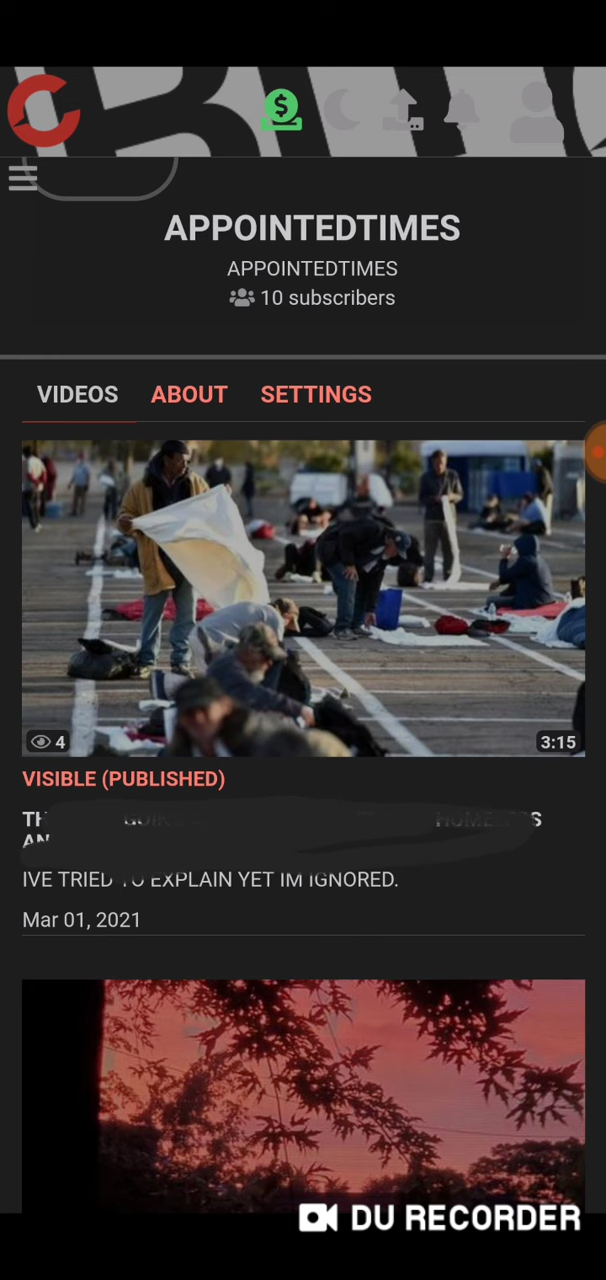 APPOINTEDTIMES
APPOINTEDTIMES
10 subscribers
VIDEOS ABOUT SETTINGS
4 3:15
VISIBLE (PUBLISHED)
IVE TRIED TO EXPLAIN YET IM IGNORED.
Mar 01, 2021
DU RECORDER